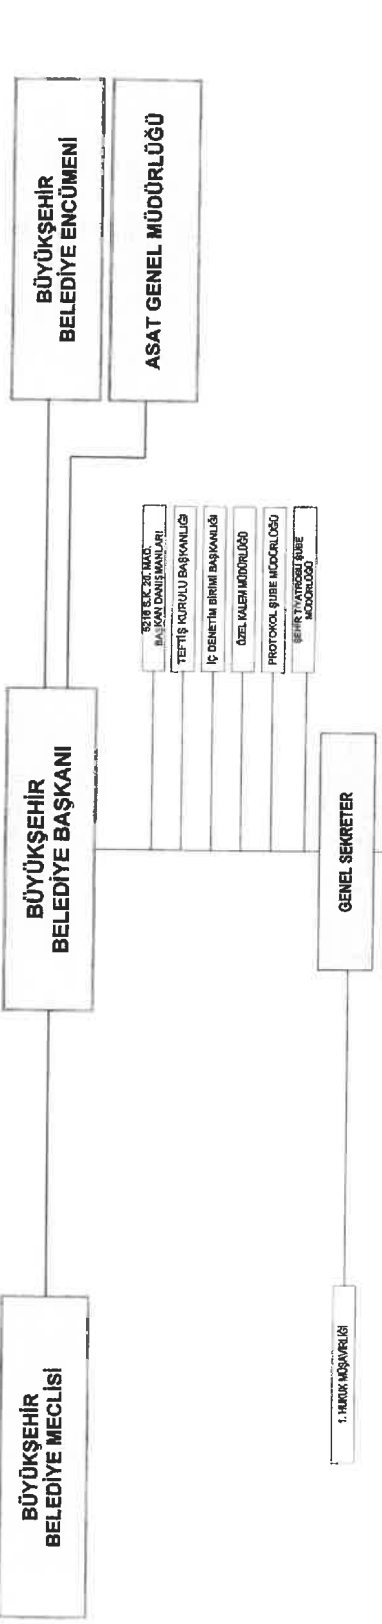 BÜYÜKŞEHİR
BELEDİYE MECLİSİ
BÜYÜKŞEHİR
BELEDİYE BAŞKANI
BÜYÜKŞEHİR
BELEDİYE ENCÜMENİ
ASAT GENEL MÜDÜRLÜĞÜ
5216 S.K. 20. MAD.
BAŞKAN DANIŞMANLARI
TEFTİŞ KURULU BAŞKANLIĞI
İÇ DENETİM BİRİMİ BAŞKANLIĞI
ÖZEL KALEM MÜDÜRLÜĞÜ
PROTOKOL ŞUBE MÜDÜRLÜĞÜ
ŞEHİR TİYATROSU ŞUBE
MÜDÜRLÜĞÜ
GENEL SEKRETER
1. HUKUK MÜŞAVİRLİĞİ